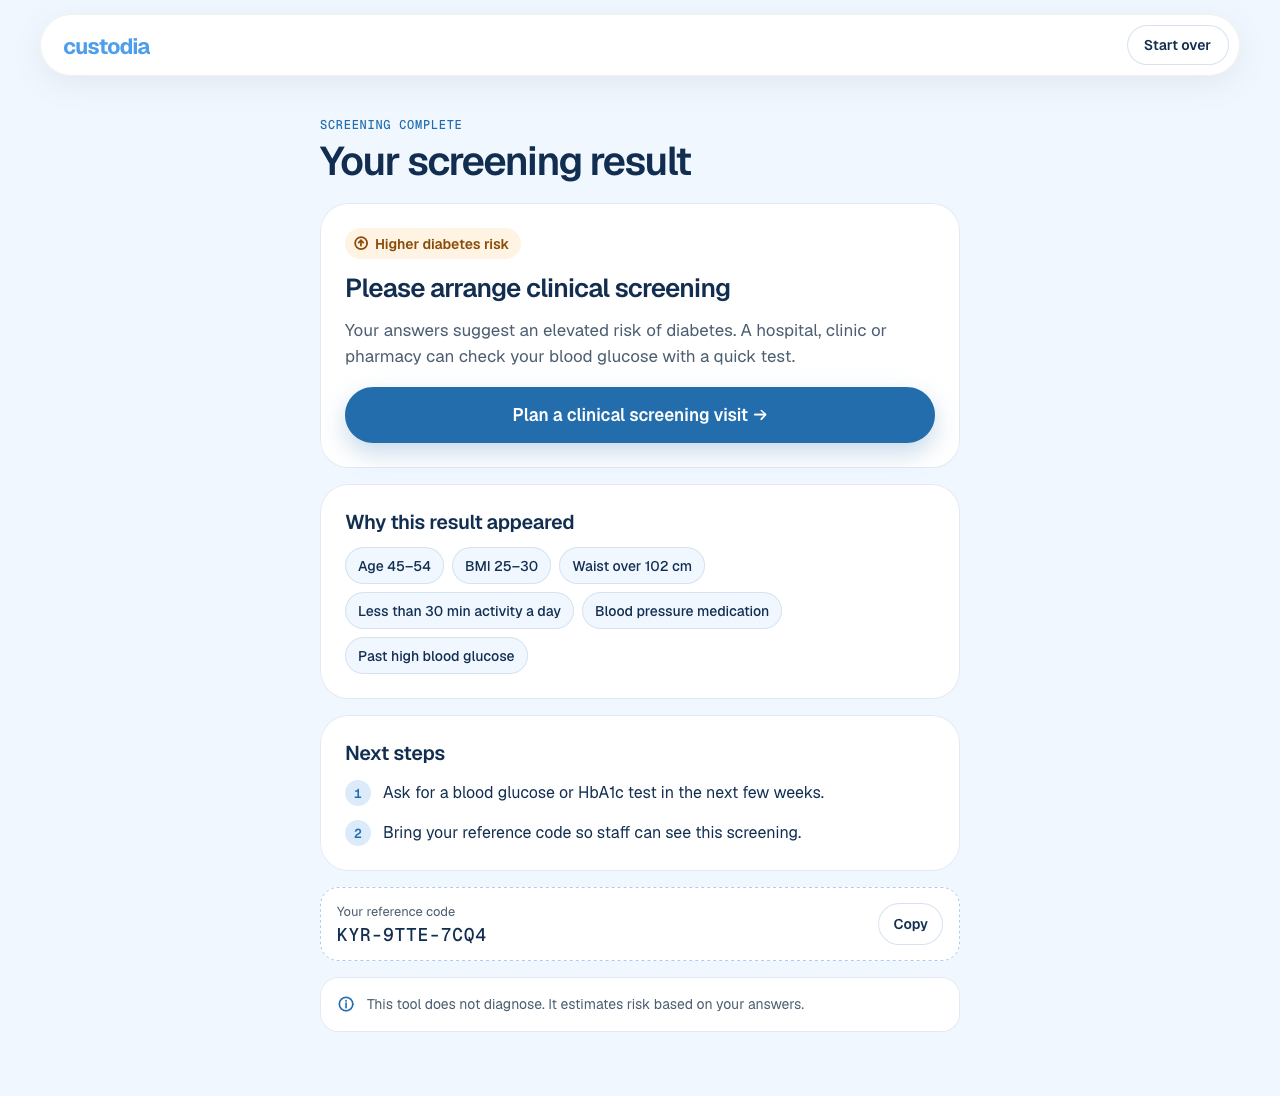 custodia
Start over
SCREENING COMPLETE
Your screening result
Higher diabetes risk
Please arrange clinical screening
Your answers suggest an elevated risk of diabetes. A hospital, clinic or
pharmacy can check your blood glucose with a quick test.
Plan a clinical screening visit →
Why this result appeared
Age 45–54
BMI 25–30
Waist over 102 cm
Less than 30 min activity a day
Blood pressure medication
Past high blood glucose
Next steps
1 Ask for a blood glucose or HbA1c test in the next few weeks.
2 Bring your reference code so staff can see this screening.
Your reference code
KYR-9TTE-7CQ4
Copy
This tool does not diagnose. It estimates risk based on your answers.